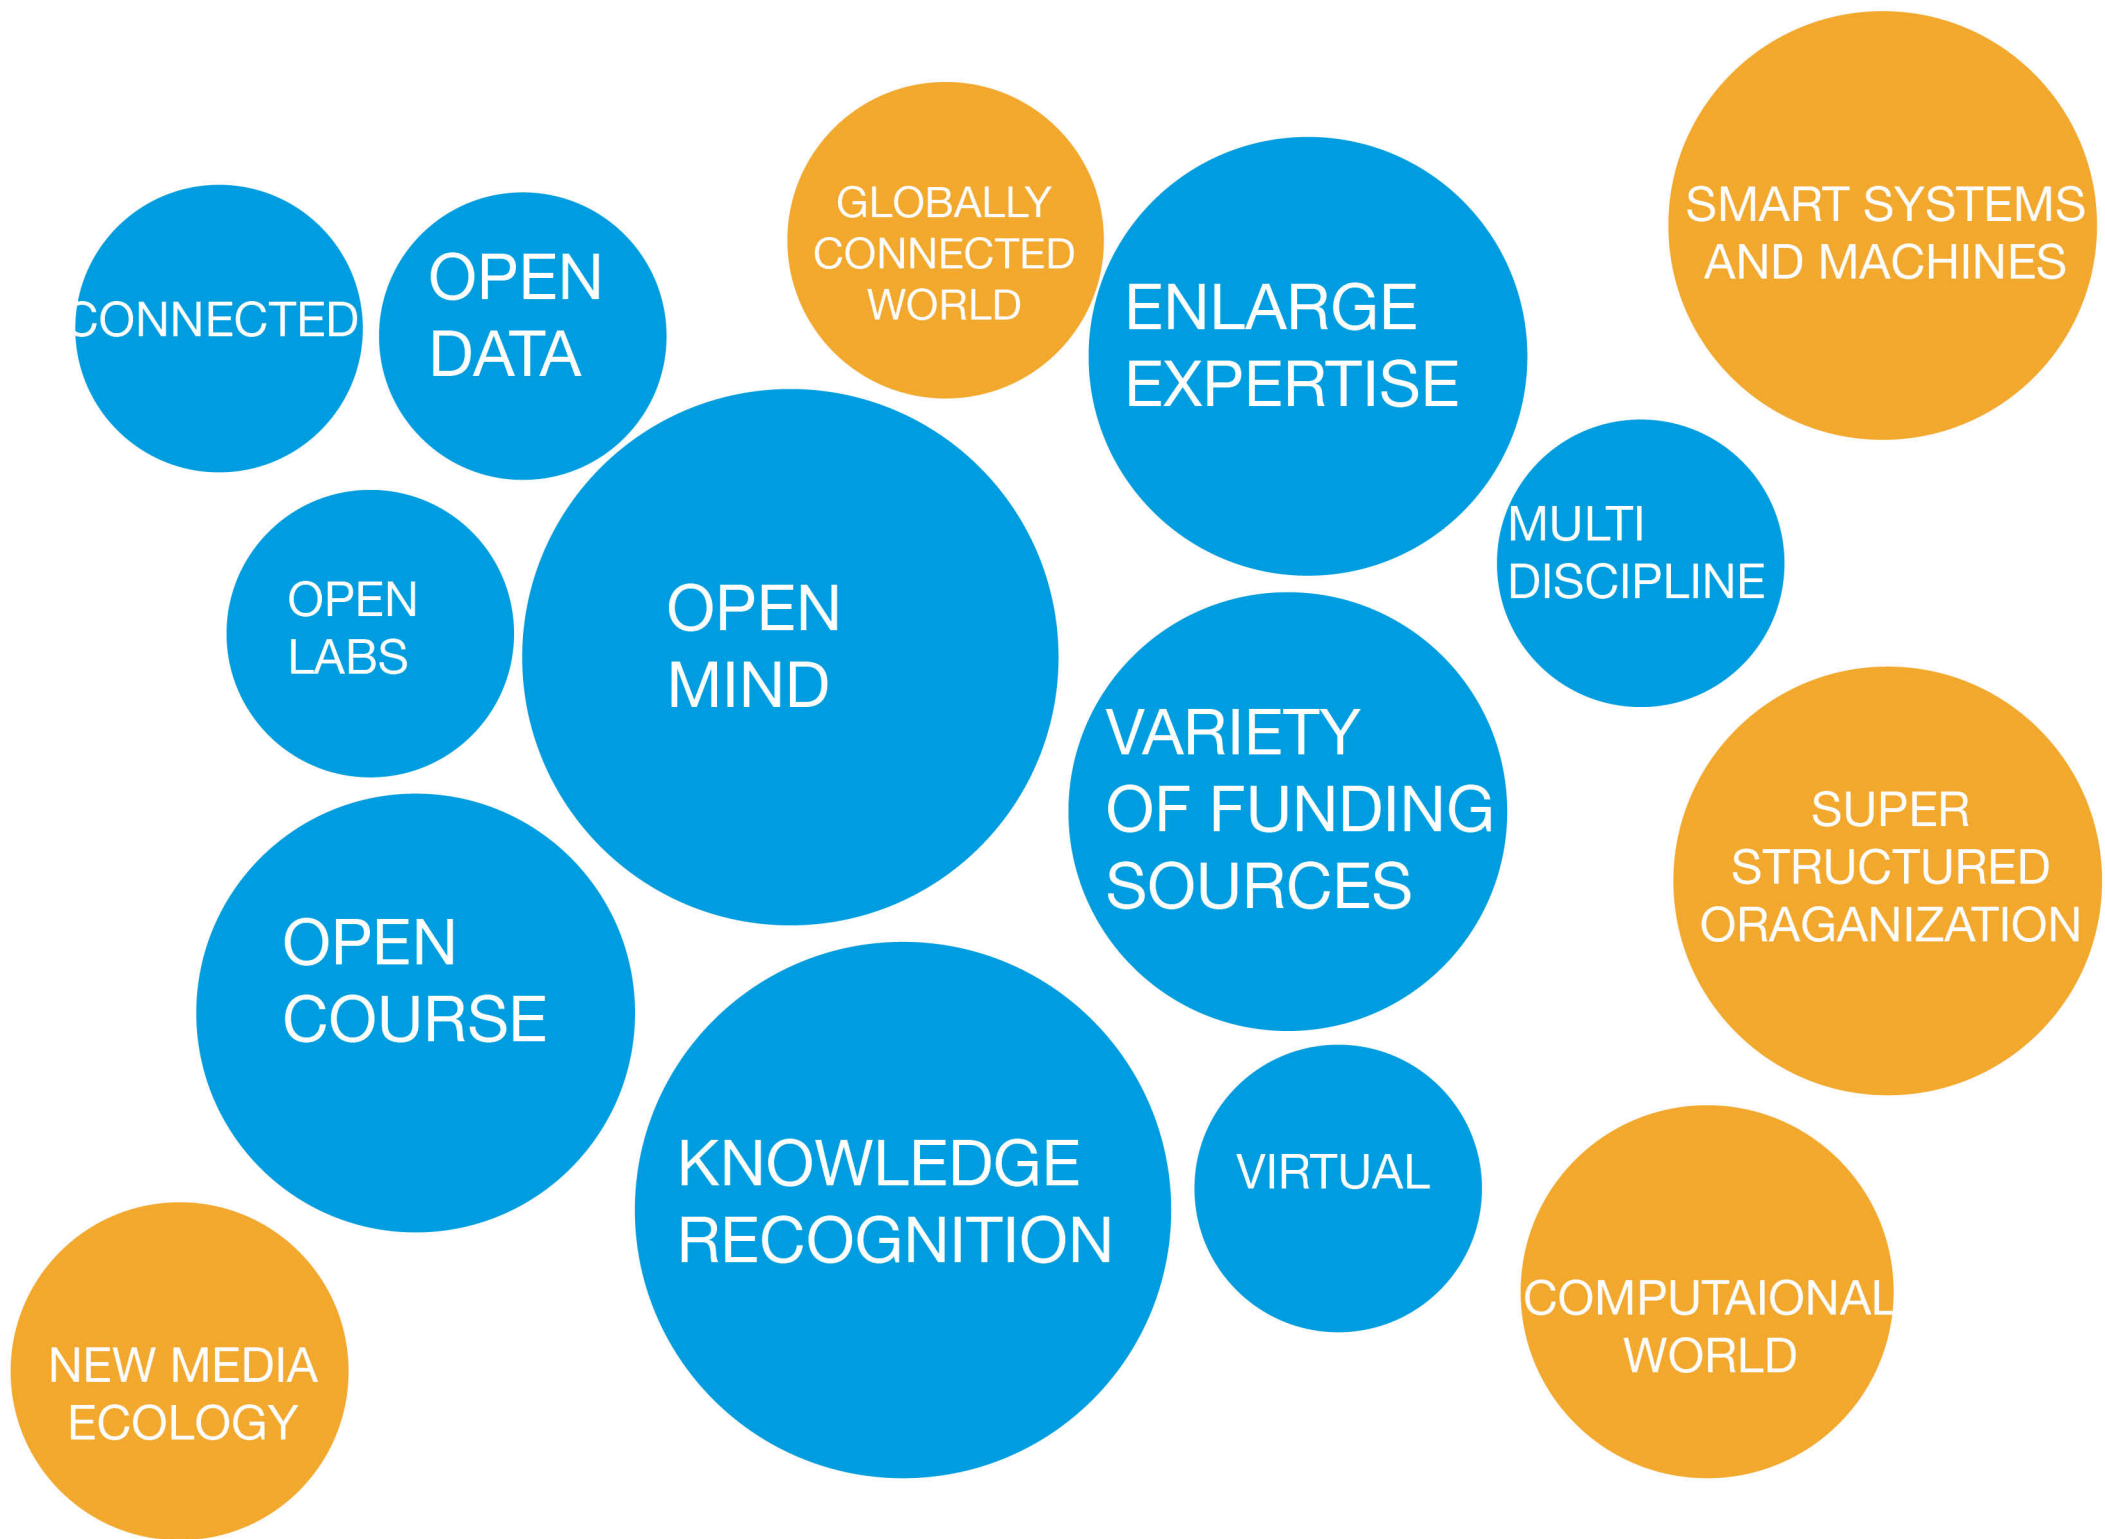 CONNECTED
OPEN
DATA
GLOBALLY
CONNECTED
WORLD
ENLARGE
EXPERTISE
SMART SYSTEMS
AND MACHINES
OPEN
LABS
OPEN
MIND
MULTI
DISCIPLINE
VARIETY
OF FUNDING
SOURCES
SUPER
STRUCTURED
ORAGANIZATION
OPEN
COURSE
KNOWLEDGE
RECOGNITION
VIRTUAL
COMPUTAIONAL
WORLD
NEW MEDIA
ECOLOGY